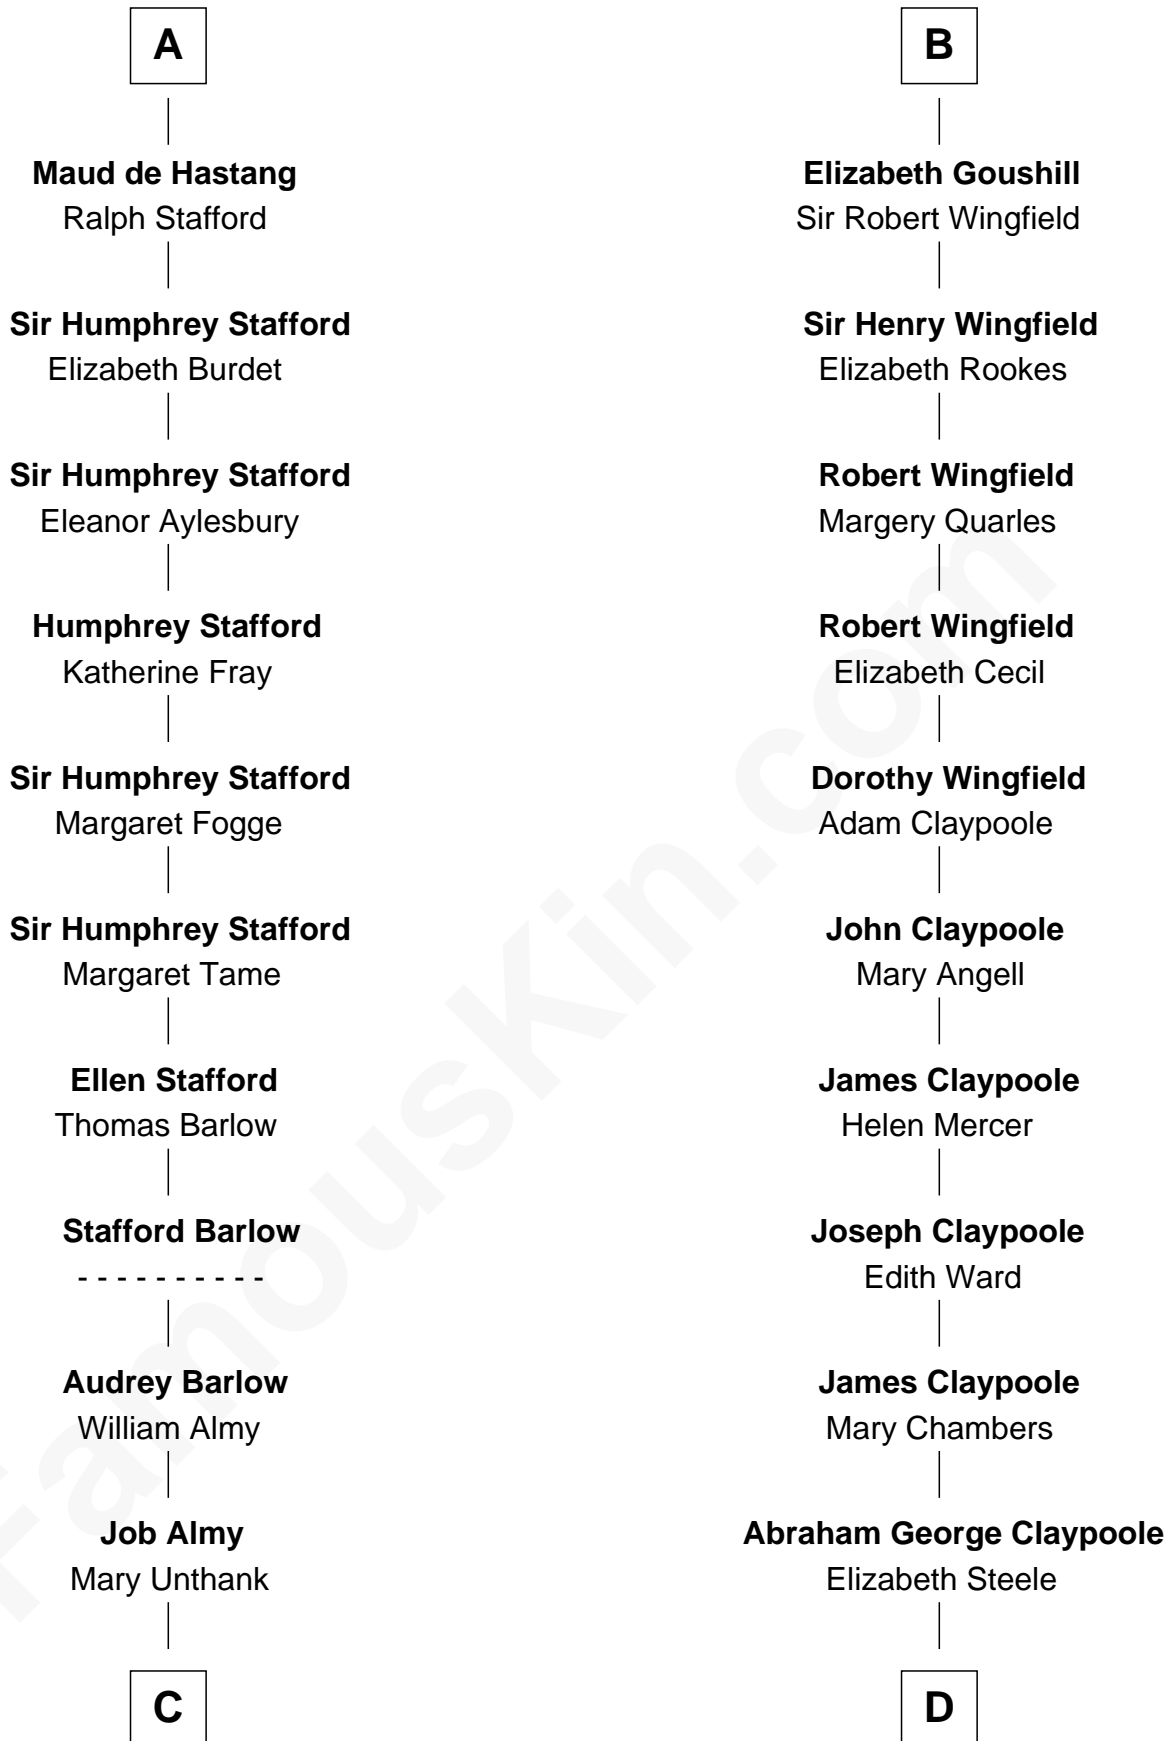 A
Maud de Hastang
Ralph Stafford
Sir Humphrey Stafford
Elizabeth Burdet
Sir Humphrey Stafford
Eleanor Aylesbury
Humphrey Stafford
Katherine Fray
Sir Humphrey Stafford
Margaret Fogge
Sir Humphrey Stafford
Margaret Tame
Ellen Stafford
Thomas Barlow
Stafford Barlow
- - - - - - - - - -
Audrey Barlow
William Almy
Job Almy
Mary Unthank
C
B
Elizabeth Goushill
Sir Robert Wingfield
Sir Henry Wingfield
Elizabeth Rookes
Robert Wingfield
Margery Quarles
Robert Wingfield
Elizabeth Cecil
Dorothy Wingfield
Adam Claypoole
John Claypoole
Mary Angell
James Claypoole
Helen Mercer
Joseph Claypoole
Edith Ward
James Claypoole
Mary Chambers
Abraham George Claypoole
Elizabeth Steele
D
FamousKin.com